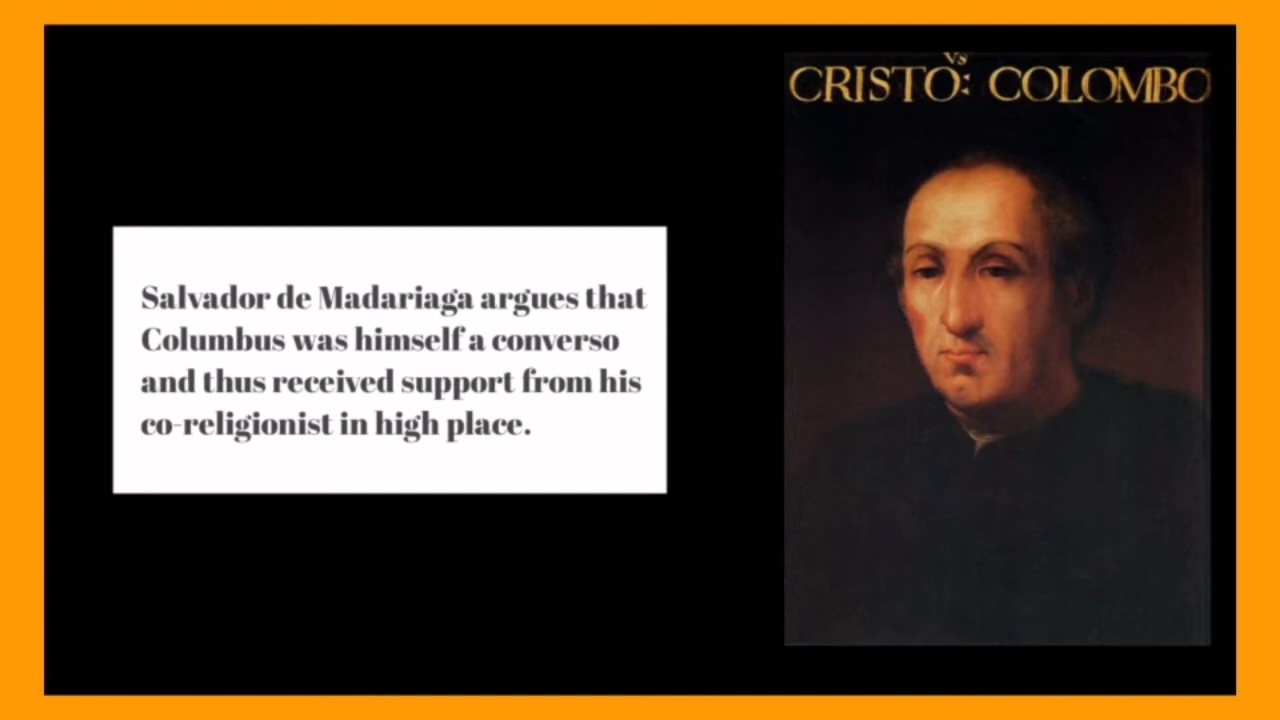 Salvador de Madariaga argues that
Columbus was himself a converso
and thus received support from his
co-religionist in high place.
vs
CRISTO: COLOMBO